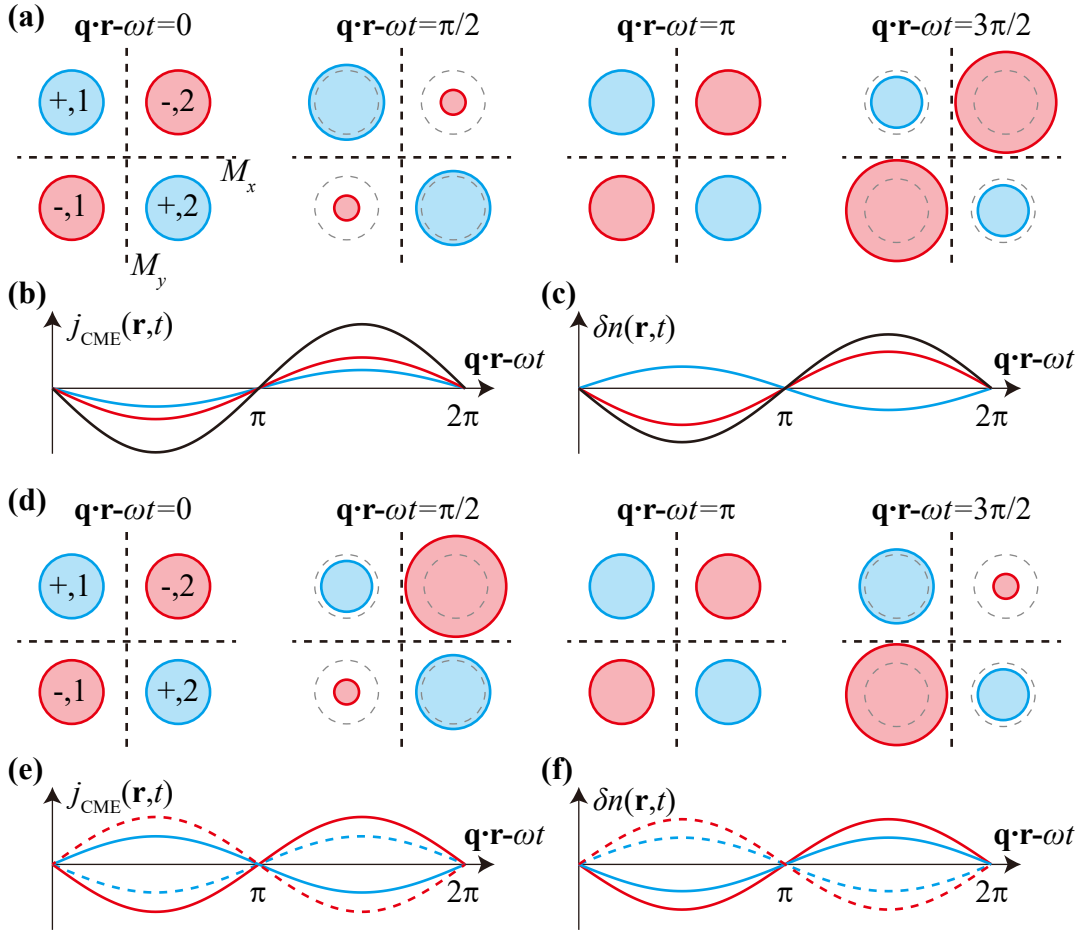 (a)
q·r-ωt=0 q·r-ωt=π/2 q·r-ωt=π q·r-ωt=3π/2
+,1 -,2
M_x
-,1 +,2
M_y
(b) (c)
j_CME(r,t) δn(r,t)
q·r-ωt q·r-ωt
π 2π π 2π
(d)
q·r-ωt=0 q·r-ωt=π/2 q·r-ωt=π q·r-ωt=3π/2
+,1 -,2
-,1 +,2
(e) (f)
j_CME(r,t) δn(r,t)
q·r-ωt q·r-ωt
π 2π π 2π